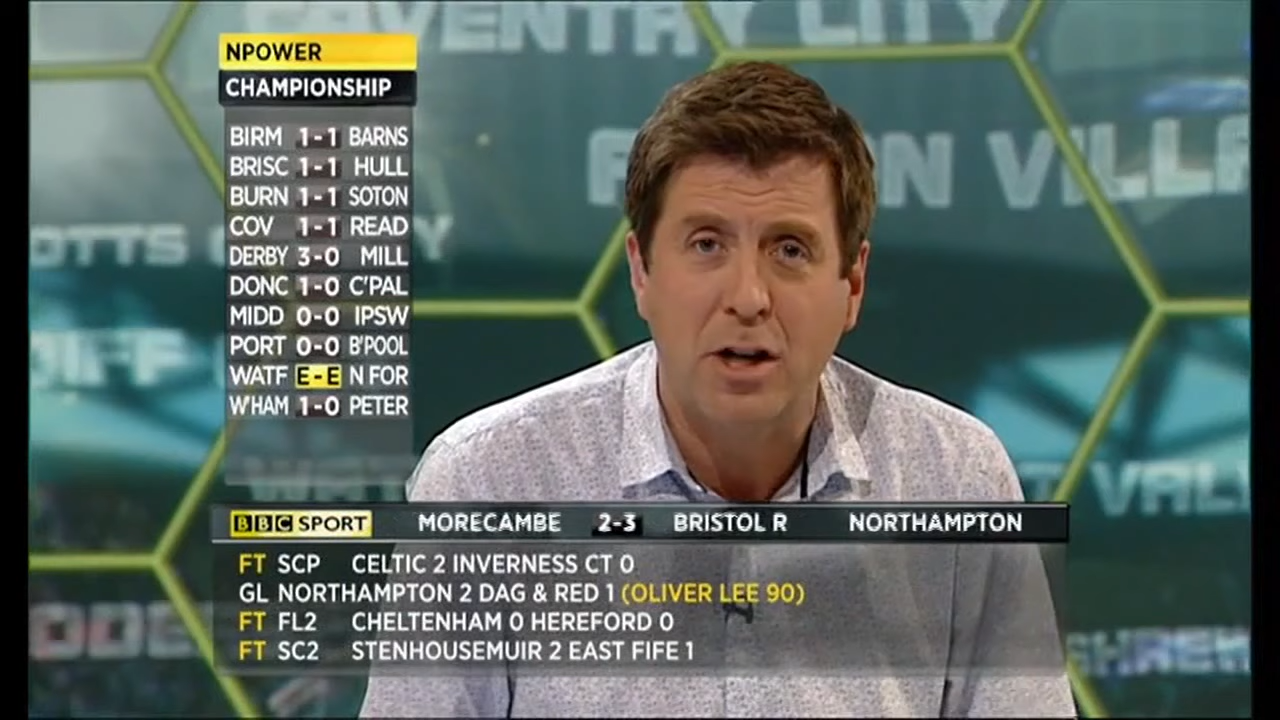 COVENTRY CITY
NPOWER
CHAMPIONSHIP
BIRM 1-1 BARNS
BRISC 1-1 HULL
BURN 1-1 SOTON
COV 1-1 READ
DERBY 3-0 MILL
DONC 1-0 C'PAL
MIDD 0-0 IPSW
PORT 0-0 B'POOL
WATF E-E N FOR
W'HAM 1-0 PETER
VILLA
BBC SPORT MORECAMBE 2-3 BRISTOL R NORTHAMPTON
FT SCP CELTIC 2 INVERNESS CT 0
GL NORTHAMPTON 2 DAG & RED 1 (OLIVER LEE 90)
FT FL2 CHELTENHAM 0 HEREFORD 0
FT SC2 STENHOUSEMUIR 2 EAST FIFE 1